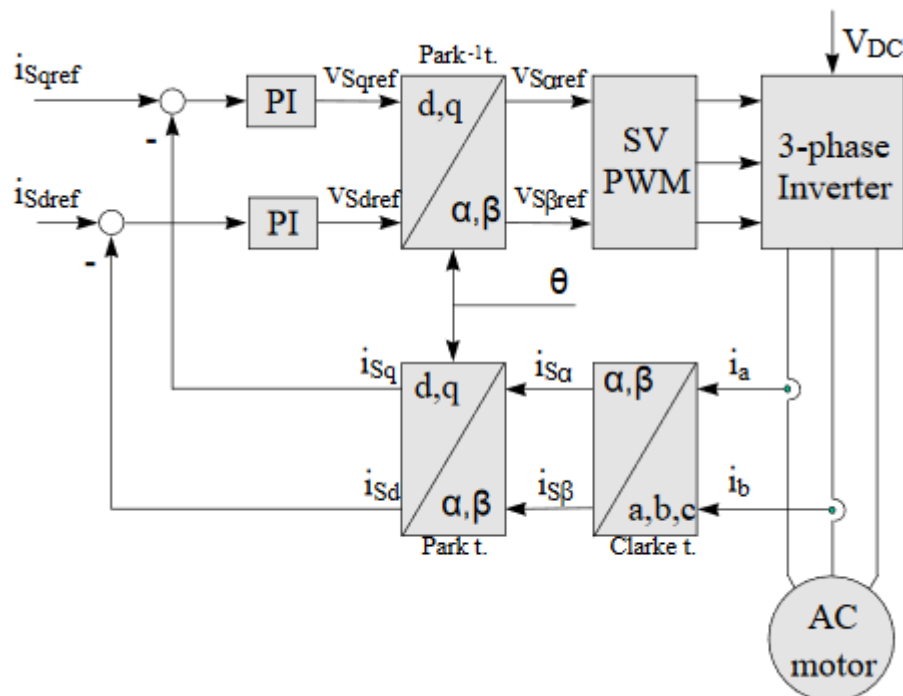 Park-1 t.
VDC
iSqref
PI
vSqref
d,q
α,β
vSαref
SV
PWM
3-phase
Inverter
-
iSdref
PI
vSdref
vSβref
-
θ
iSq
d,q
α,β
iSα
α,β
a,b,c
ia
iSd
iSβ
ib
Park t.
Clarke t.
AC
motor